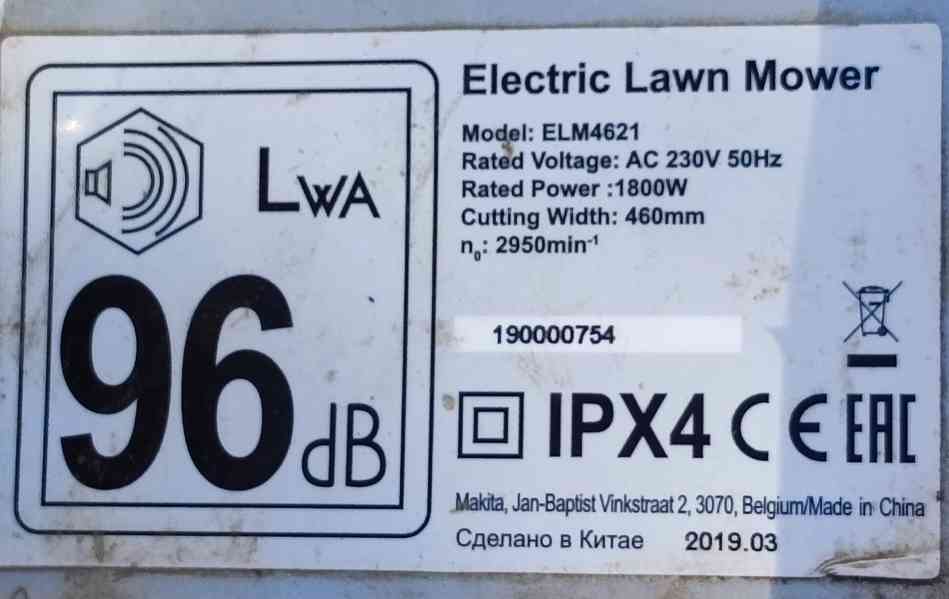 Electric Lawn Mower
LWA
96 dB
Model: ELM4621
Rated Voltage: AC 230V 50Hz
Rated Power :1800W
Cutting Width: 460mm
n₀: 2950min⁻¹
190000754
IPX4 CE EAC
Makita, Jan-Baptist Vinkstraat 2, 3070, Belgium/Made in China
Сделано в Китае 2019.03